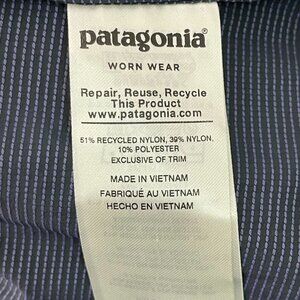 patagonia®
WORN WEAR
Repair, Reuse, Recycle
This Product
www.patagonia.com
51% RECYCLED NYLON, 39% NYLON.
10% POLYESTER
EXCLUSIVE OF TRIM
MADE IN VIETNAM
FABRIQUÉ AU VIETNAM
HECHO EN VIETNAM